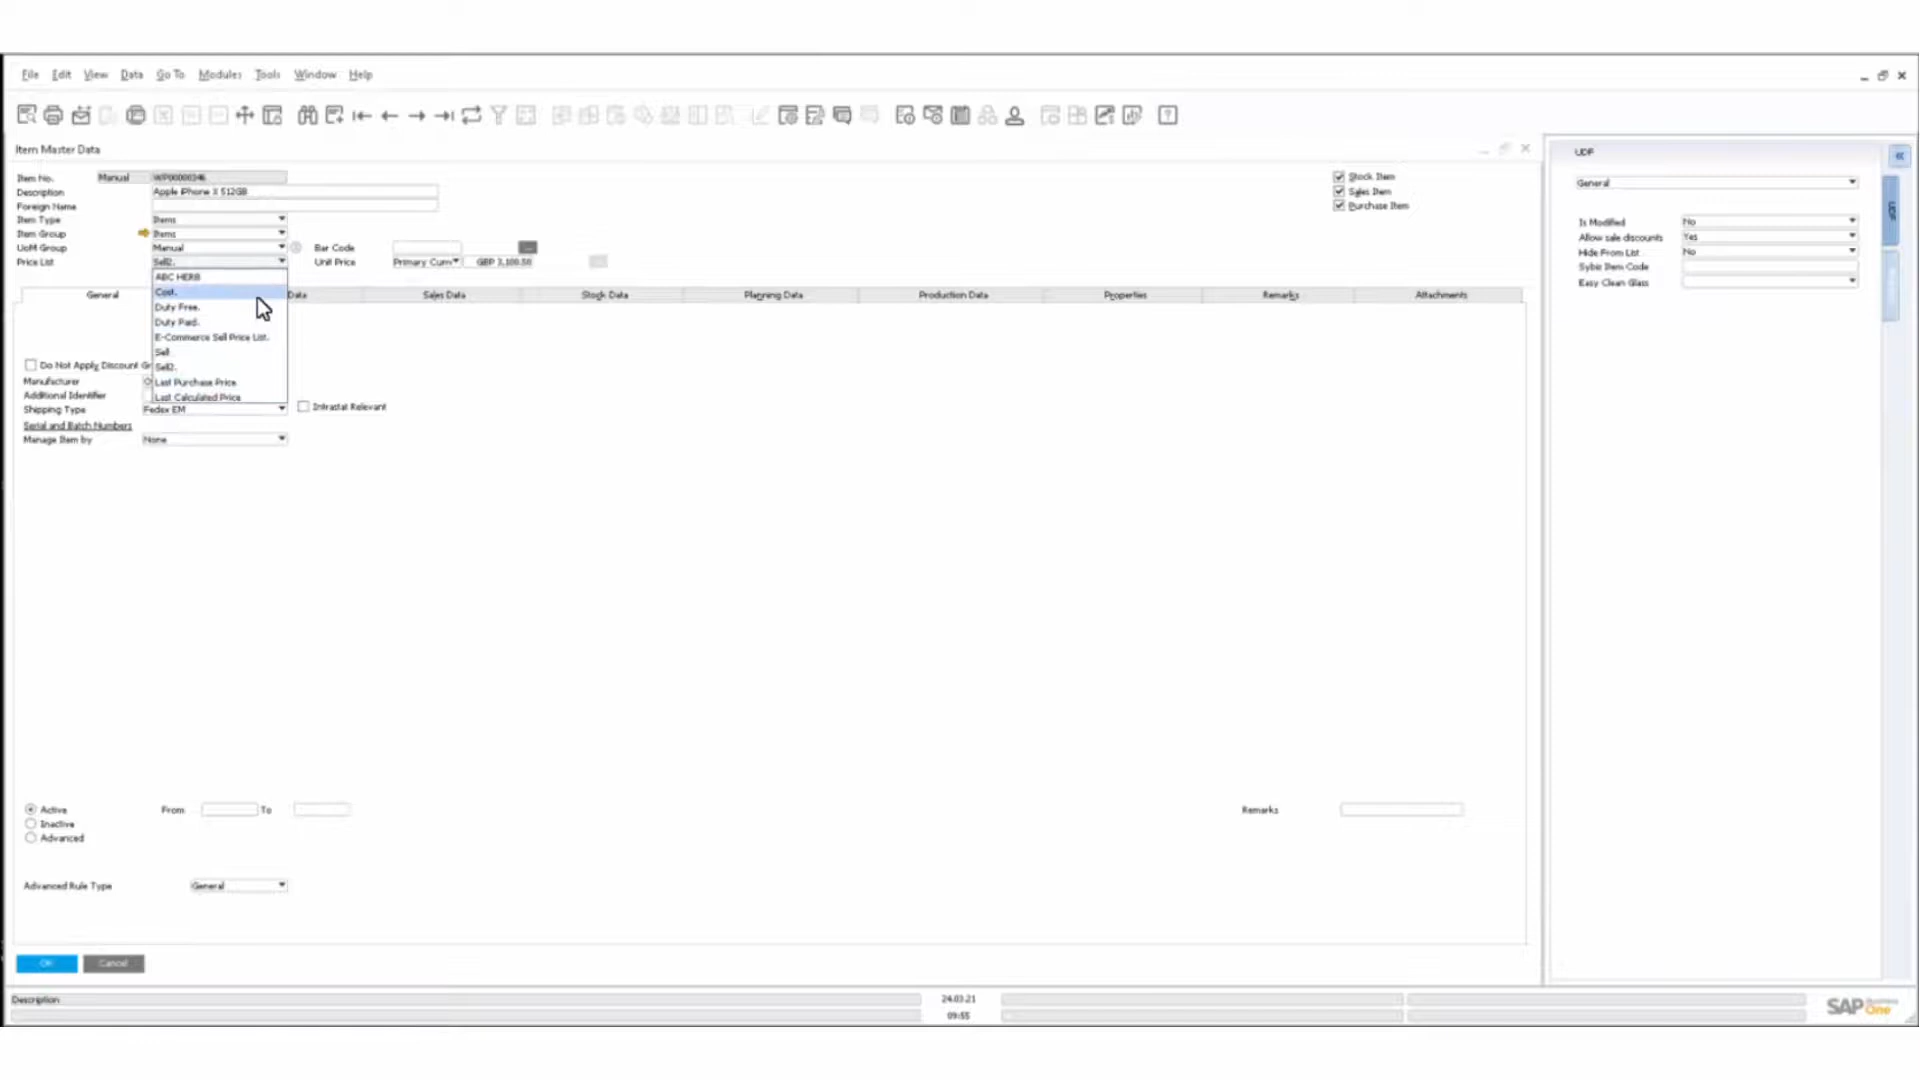 File Edit View Data Go To Modules Tools Window Help
Item Master Data
Item No. Manual WP00000346
Description Apple iPhone X 512GB
Foreign Name
Item Type Items
Item Group Items
UoM Group Manual Bar Code
Price List Sell2. Unit Price Primary Curr GBP 3,100.50
Stock Item
Sales Item
Purchase Item
ABC HERB
Cost.
Duty Free.
Duty Paid.
E-Commerce Sell Price List.
Sell
Sell2.
Last Purchase Price
Last Calculated Price
General Data Sales Data Stock Data Planning Data Production Data Properties Remarks Attachments
Do Not Apply Discount Gr
Manufacturer
Additional Identifier
Shipping Type Fedex EM Intrastat Relevant
Serial and Batch Numbers
Manage Item by None
Active From To Remarks
Inactive
Advanced
Advanced Rule Type General
OK Cancel
Description 24.03.21
09:55
UDF
General
Is Modified No
Allow sale discounts Yes
Hide From List No
Sybiz Item Code
Easy Clean Glass
UDF
SAP Business One